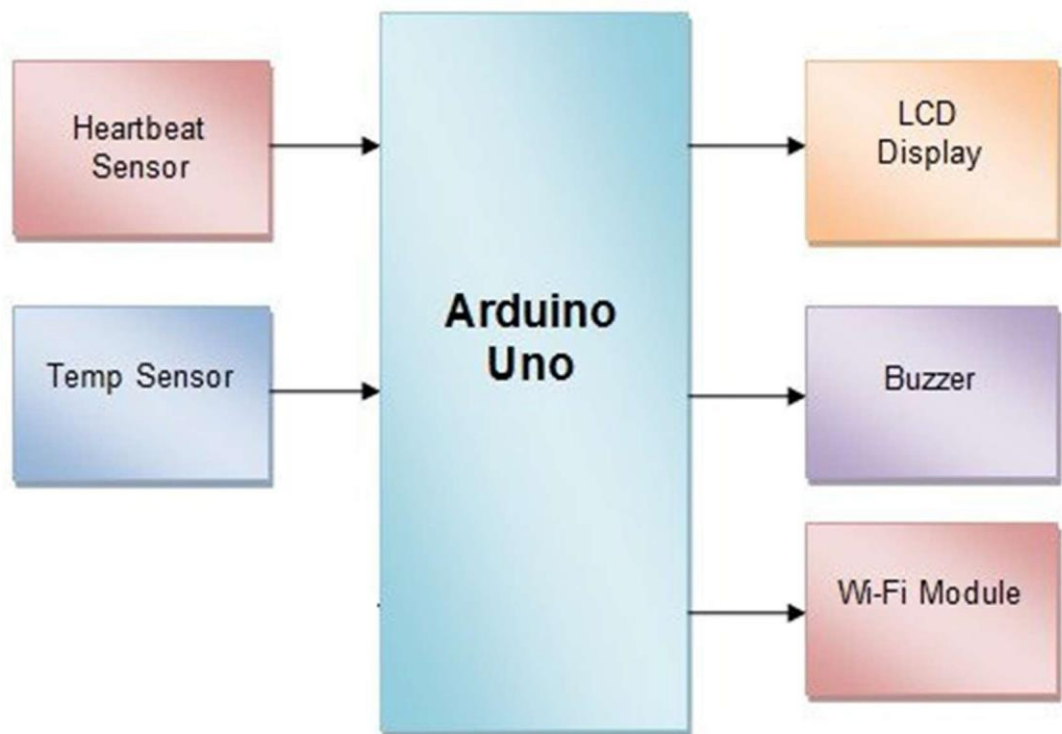 Heartbeat
Sensor
Temp Sensor
Arduino
Uno
LCD
Display
Buzzer
Wi-Fi Module